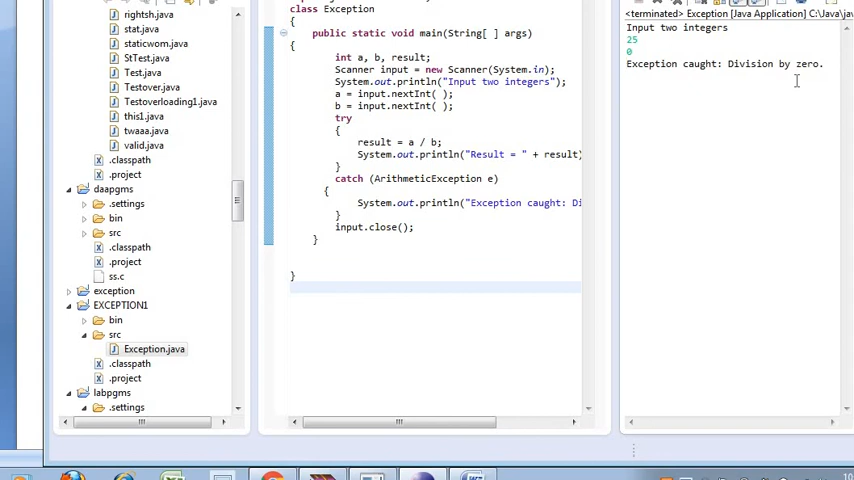 rightsh.java
stat.java
staticwom.java
StTest.java
Test.java
Testover.java
Testoverloading1.java
this1.java
twaaa.java
valid.java
.classpath
.project
daapgms
.settings
bin
src
.classpath
.project
ss.c
exception
EXCEPTION1
bin
src
Exception.java
.classpath
.project
labpgms
.settings
class Exception
{
public static void main(String[ ] args)
{
int a, b, result;
Scanner input = new Scanner(System.in);
System.out.println("Input two integers");
a = input.nextInt( );
b = input.nextInt( );
try
{
result = a / b;
System.out.println("Result = " + result)
}
catch (ArithmeticException e)
{
System.out.println("Exception caught: Di
}
input.close();
}
}
<terminated> Exception [Java Application] C:\Java\jav
Input two integers
25
0
Exception caught: Division by zero.
10